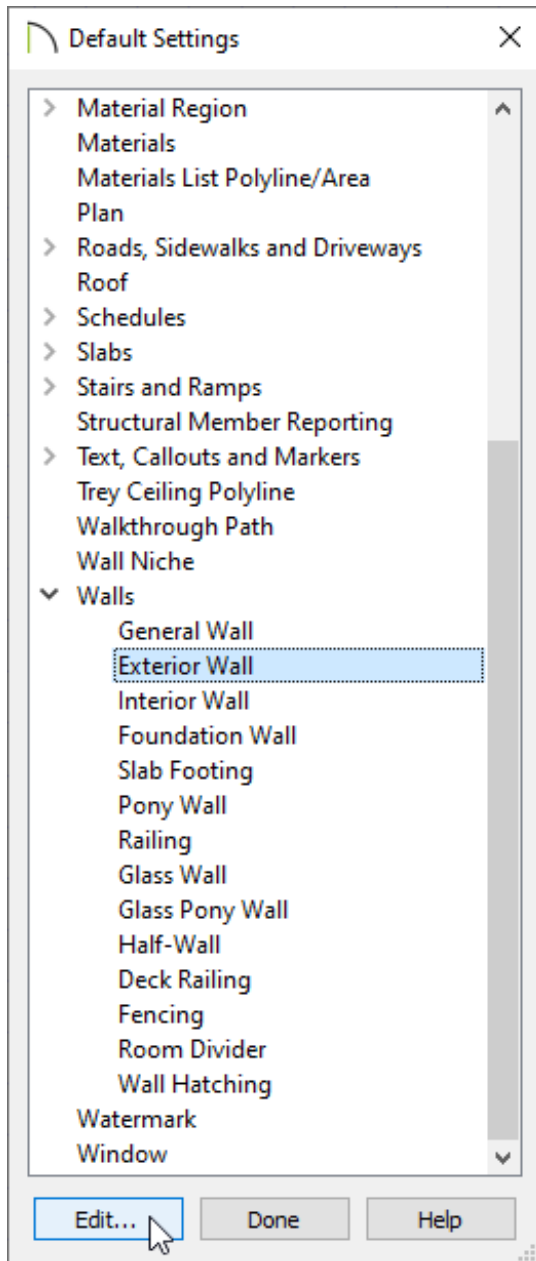 Default Settings
Material Region
Materials
Materials List Polyline/Area
Plan
Roads, Sidewalks and Driveways
Roof
Schedules
Slabs
Stairs and Ramps
Structural Member Reporting
Text, Callouts and Markers
Trey Ceiling Polyline
Walkthrough Path
Wall Niche
Walls
General Wall
Exterior Wall
Interior Wall
Foundation Wall
Slab Footing
Pony Wall
Railing
Glass Wall
Glass Pony Wall
Half-Wall
Deck Railing
Fencing
Room Divider
Wall Hatching
Watermark
Window
Edit... Done Help